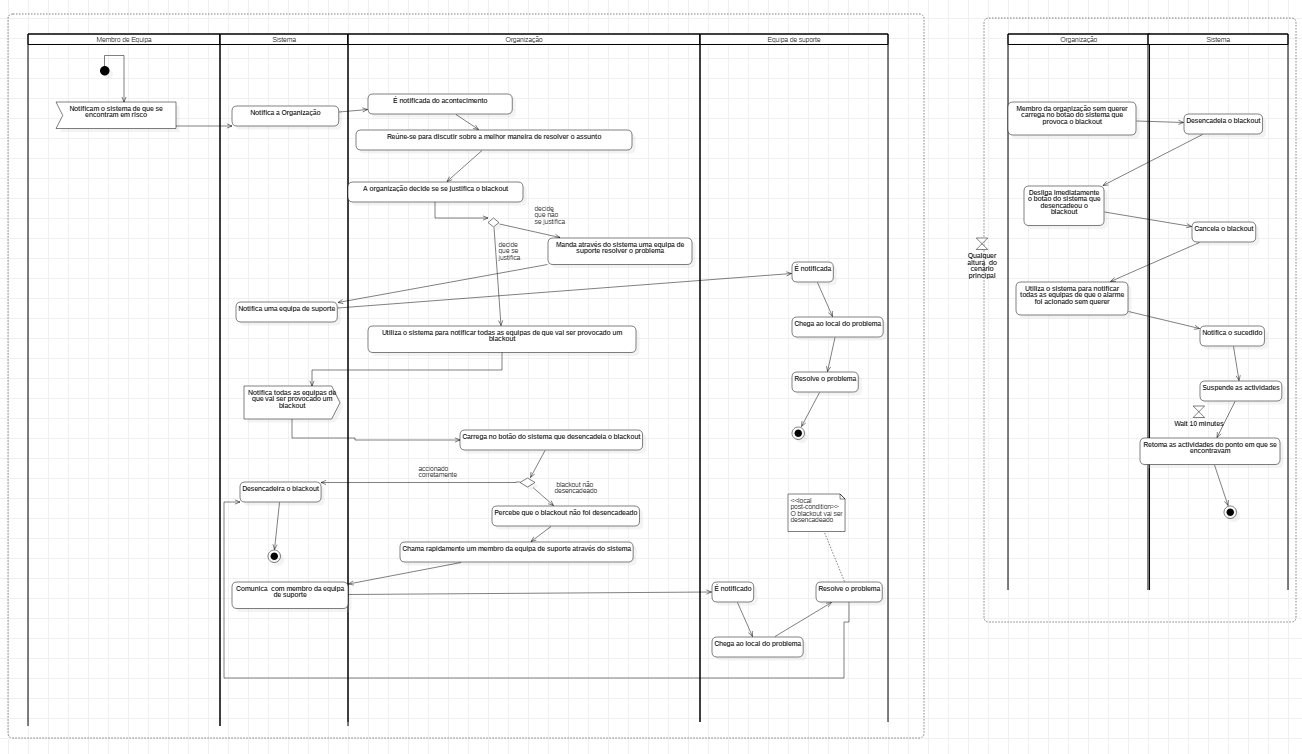 Membro de Equipa
Sistema
Organização
Equipa de suporte
Notificam o sistema de que se
encontram em risco
Notifica a Organização
É notificada do acontecimento
Reúne-se para discutir sobre a melhor maneira de resolver o assunto
A organização decide se se justifica o blackout
decide
que não
se justifica
decide
que se
justifica
Manda através do sistema uma equipa de
suporte resolver o problema
É notificada
Notifica uma equipa de suporte
Chega ao local do problema
Utiliza o sistema para notificar todas as equipas de que vai ser provocado um
blackout
Resolve o problema
Notifica todas as equipas de
que vai ser provocado um
blackout
Carrega no botão do sistema que desencadeia o blackout
accionado
corretamente
blackout não
desencadeado
Desencadeira o blackout
Percebe que o blackout não foi desencadeado
<<local
post-condition>>
O blackout vai ser
desencadeado
Chama rapidamente um membro da equipa de suporte através do sistema
Comunica  com membro da equipa
de suporte
É notificado
Resolve o problema
Chega ao local do problema
Organização
Sistema
Membro da organização sem querer
carrega no botão do sistema que
provoca o blackout
Desencadeia o blackout
Desliga imediatamente
o botão do sistema que
desencadeou o
blackout
Cancela o blackout
Qualquer
altura  do
cenário
principal
Utiliza o sistema para notificar
todas as equipas de que o alarme
foi acionado sem querer
Notifica o sucedido
Suspende as actividades
Wait 10 minutes
Retoma as actividades do ponto em que se
encontravam